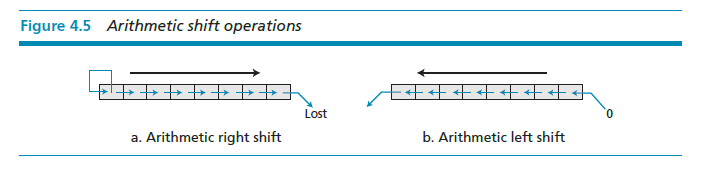 Figure 4.5 Arithmetic shift operations
Lost
0
a. Arithmetic right shift
b. Arithmetic left shift